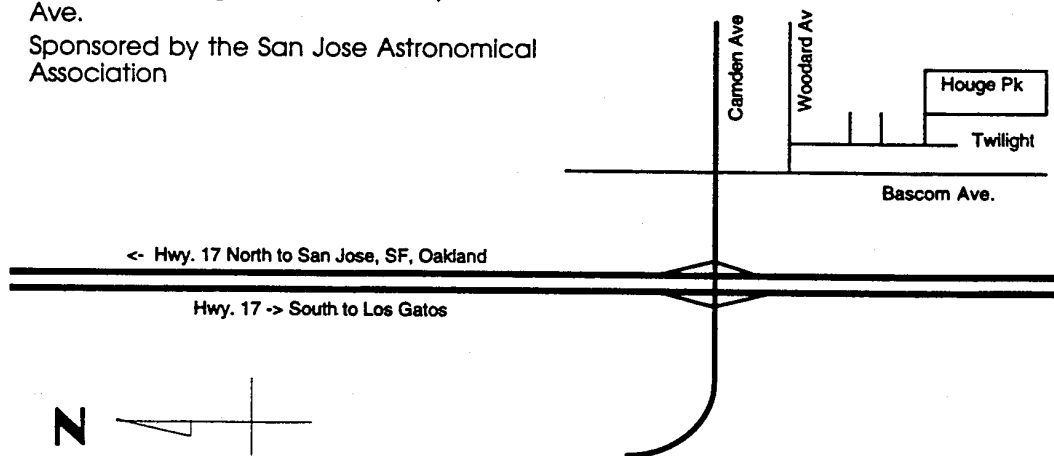 Ave.
Sponsored by the San Jose Astronomical
Association
Camden Ave
Woodard Av
Houge Pk
Twilight
Bascom Ave.
<- Hwy. 17 North to San Jose, SF, Oakland
Hwy. 17 -> South to Los Gatos
N